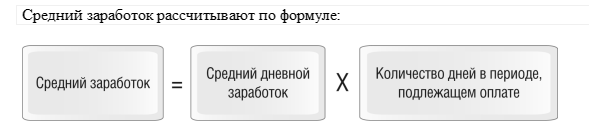 Средний заработок рассчитывают по формуле:
Средний заработок = Средний дневной заработок X Количество дней в периоде, подлежащем оплате